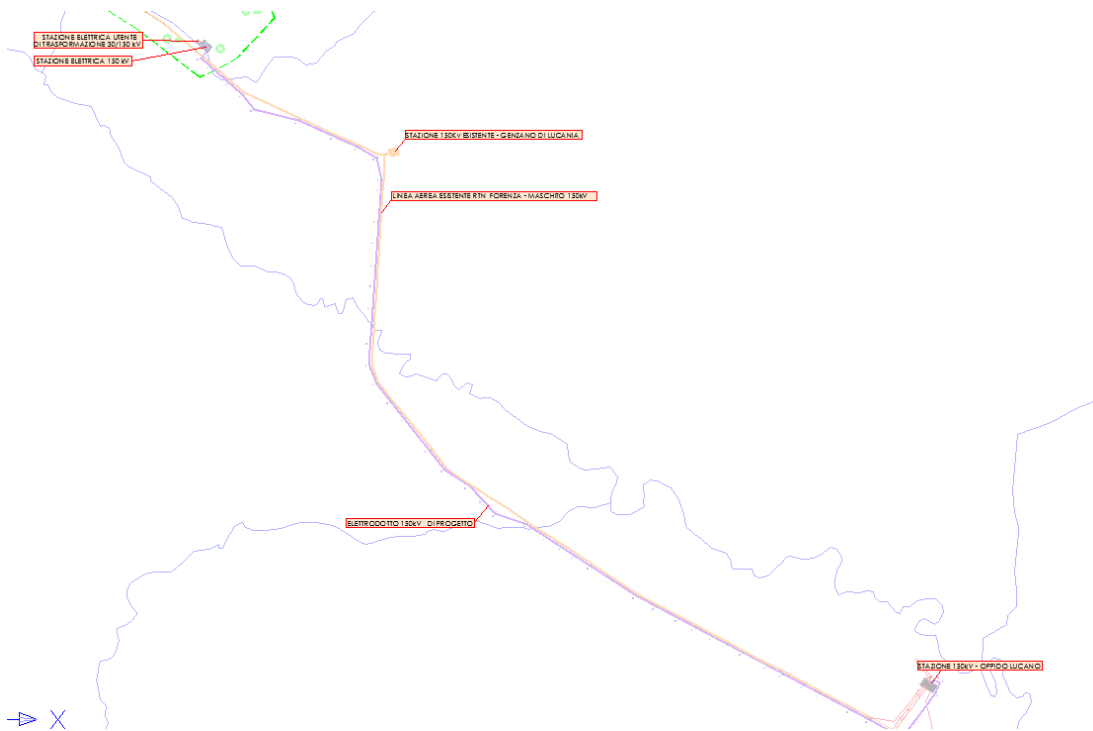 STAZIONE ELETTRICA UTENTE
DI TRASFORMAZIONE 30/150 kV
STAZIONE ELETTRICA 150 kV
STAZIONE 150Kv ESISTENTE - GENZANO DI LUCANIA
LINEA AEREA ESISTENTE RTN FORENZA - MASCHITO 150kV
ELETTRODOTTO 150kV DI PROGETTO
STAZIONE 150kV - OPPIDO LUCANO
X